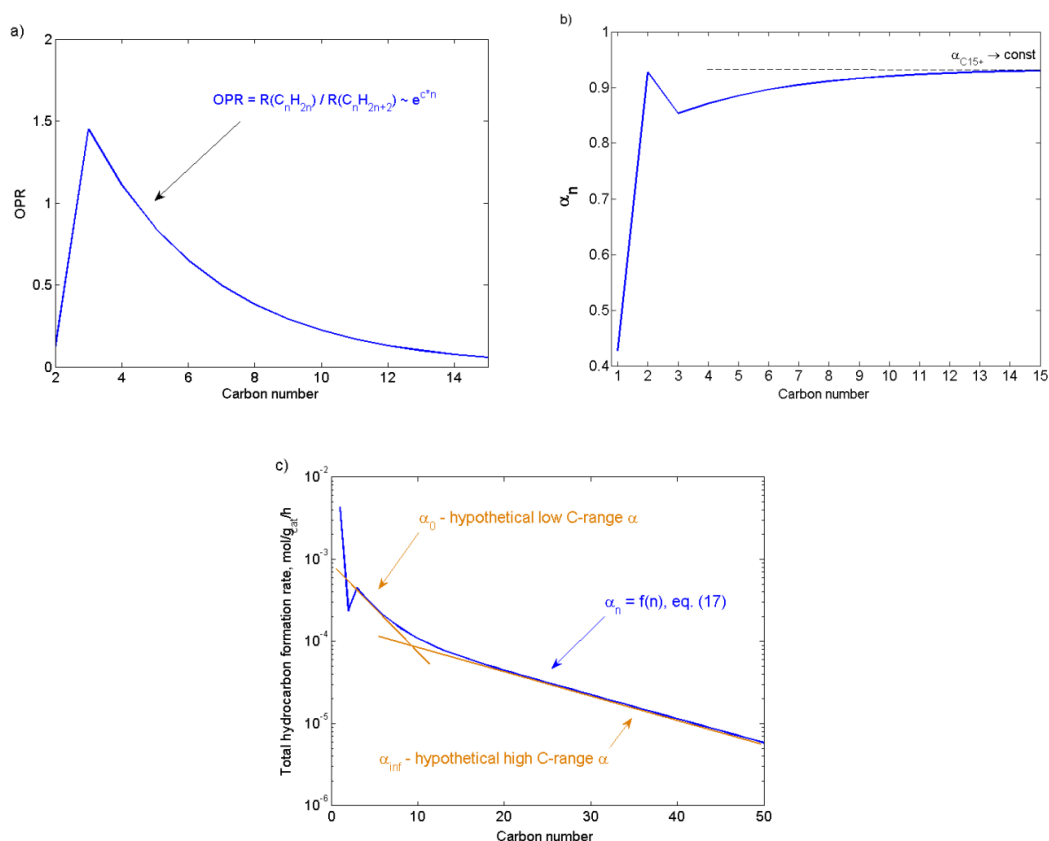 a)
2
1.5
1
0.5
0
OPR
OPR = R(CnH2n) / R(CnH2n+2) ~ e^c*n
2 4 6 8 10 12 14
Carbon number
b)
1
0.9
0.8
0.7
0.6
0.5
0.4
αn
αC15+ → const
1 2 3 4 5 6 7 8 9 10 11 12 13 14 15
Carbon number
c)
10^-2
10^-3
10^-4
10^-5
10^-6
Total hydrocarbon formation rate, mol/gcat/h
α0 - hypothetical low C-range α
αn = f(n), eq. (17)
αinf - hypothetical high C-range α
0 10 20 30 40 50
Carbon number